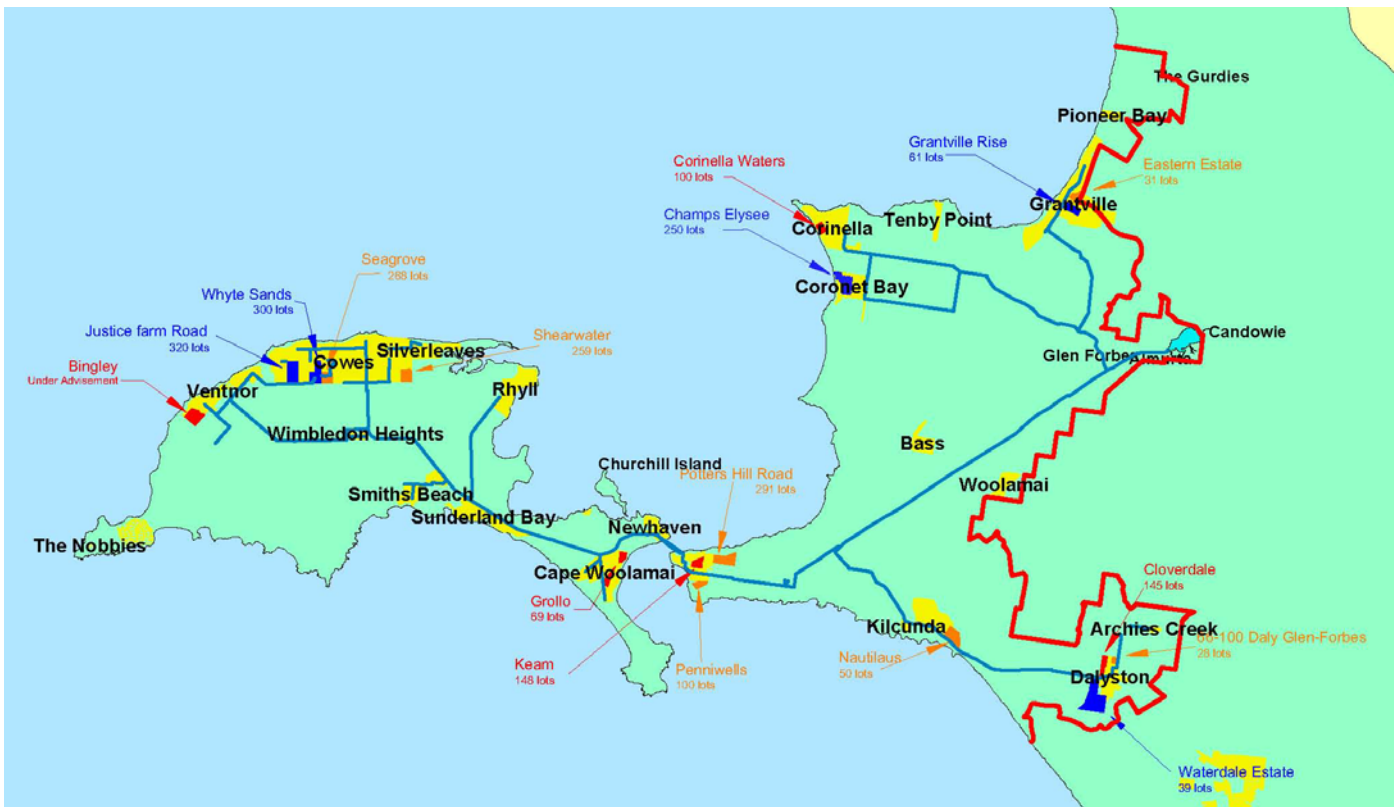 The Gurdies
Pioneer Bay
Grantville Rise
61 lots
Eastern Estate
31 lots
Corinella Waters
100 lots
Grantville
Champs Elysee
250 lots
Tenby Point
Corinella
Coronet Bay
Seagrove
268 lots
Whyte Sands
300 lots
Justice farm Road
320 lots
Shearwater
259 lots
Candowie
Glen Forbes
Almurta
Silverleaves
Cowes
Bingley
Under Advisement
Ventnor
Rhyll
Wimbledon Heights
Bass
Churchill Island
Potters Hill Road
291 lots
Woolamai
Smiths Beach
Sunderland Bay
Newhaven
The Nobbies
Cape Woolamai
Cloverdale
145 lots
Grollo
69 lots
Kilcunda
Archies Creek
66-100 Daly Glen-Forbes
28 lots
Keam
148 lots
Penniwells
100 lots
Nautilaus
50 lots
Dalyston
Waterdale Estate
39 lots